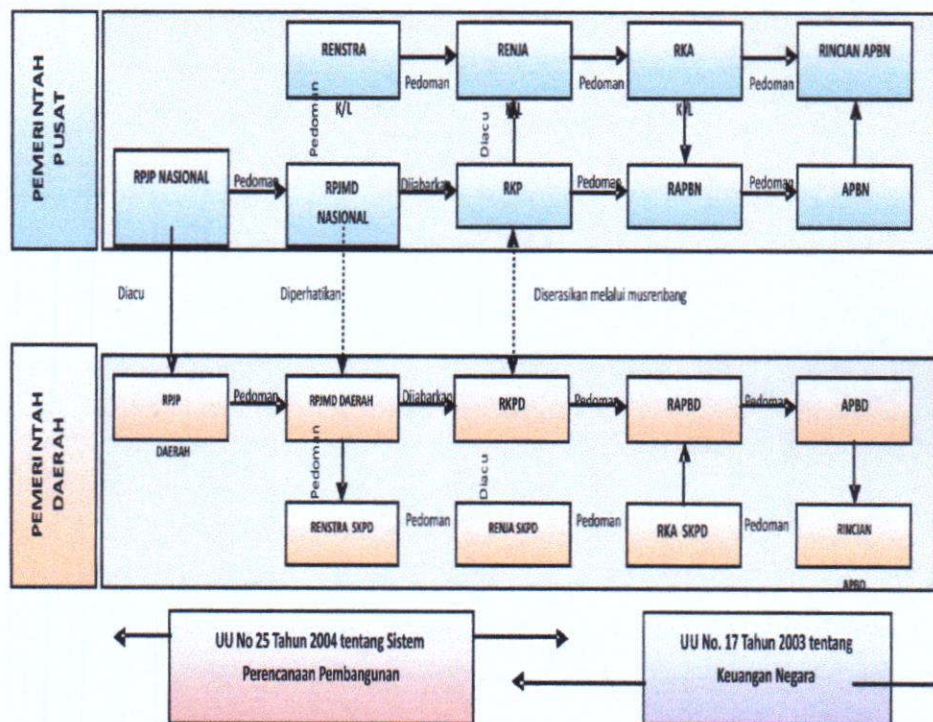 PEMERINTAH
PUSAT
RENSTRA
K/L
Pedoman
RENJA
Pedoman
RKA
K/L
Pedoman
RINCIAN APBN
Pedoman
Diacu
RPJP NASIONAL
Pedoman
RPJMD
NASIONAL
Dijabarkan
RKP
Pedoman
RAPBN
Pedoman
APBN
Diacu
Diperhatikan
Diserasikan melalui musrenbang
PEMERINTAH
DAERAH
RPJP
DAERAH
Pedoman
RPJMD DAERAH
Dijabarkan
RKPD
Pedoman
RAPBD
Pedoman
APBD
Pedoman
Diacu
RENSTRA SKPD
Pedoman
RENJA SKPD
Pedoman
RKA SKPD
Pedoman
RINCIAN
APBD
UU No 25 Tahun 2004 tentang Sistem
Perencanaan Pembangunan
UU No. 17 Tahun 2003 tentang
Keuangan Negara